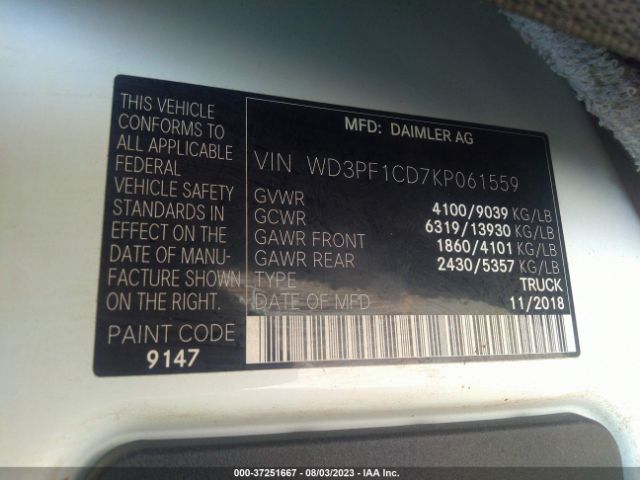 THIS VEHICLE
CONFORMS TO
ALL APPLICABLE
FEDERAL
VEHICLE SAFETY
STANDARDS IN
EFFECT ON THE
DATE OF MANU-
FACTURE SHOWN
ON THE RIGHT.
PAINT CODE
9147
MFD: DAIMLER AG
VIN WD3PF1CD7KP061559
GVWR 4100/9039 KG/LB
GCWR 6319/13930 KG/LB
GAWR FRONT 1860/4101 KG/LB
GAWR REAR 2430/5357 KG/LB
TYPE TRUCK
DATE OF MFD 11/2018
000-37251667 - 08/03/2023 - IAA Inc.